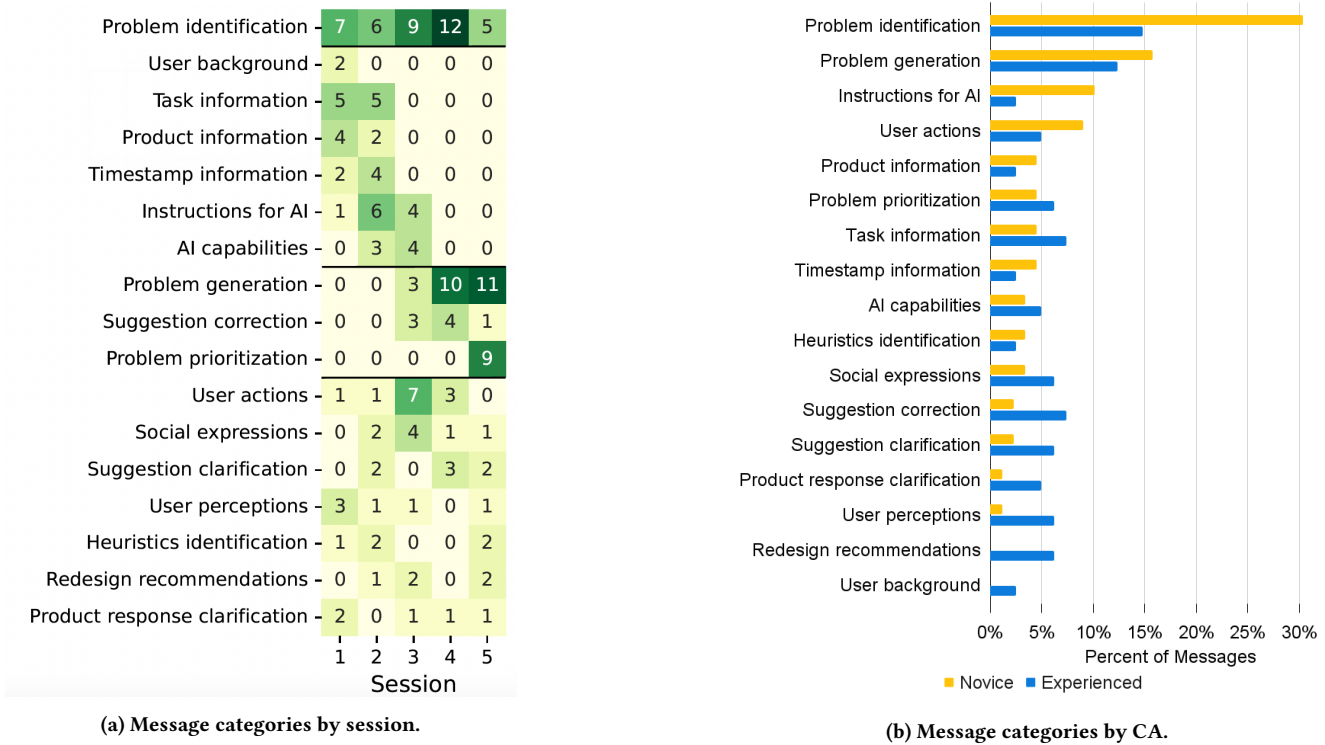 Problem identification 7 6 9 12 5
User background 2 0 0 0 0
Task information 5 5 0 0 0
Product information 4 2 0 0 0
Timestamp information 2 4 0 0 0
Instructions for AI 1 6 4 0 0
AI capabilities 0 3 4 0 0
Problem generation 0 0 3 10 11
Suggestion correction 0 0 3 4 1
Problem prioritization 0 0 0 0 9
User actions 1 1 7 3 0
Social expressions 0 2 4 1 1
Suggestion clarification 0 2 0 3 2
User perceptions 3 1 1 0 1
Heuristics identification 1 2 0 0 2
Redesign recommendations 0 1 2 0 2
Product response clarification 2 0 1 1 1
1 2 3 4 5
Session
(a) Message categories by session.
Problem identification
Problem generation
Instructions for AI
User actions
Product information
Problem prioritization
Task information
Timestamp information
AI capabilities
Heuristics identification
Social expressions
Suggestion correction
Suggestion clarification
Product response clarification
User perceptions
Redesign recommendations
User background
0% 5% 10% 15% 20% 25% 30%
Percent of Messages
Novice Experienced
(b) Message categories by CA.